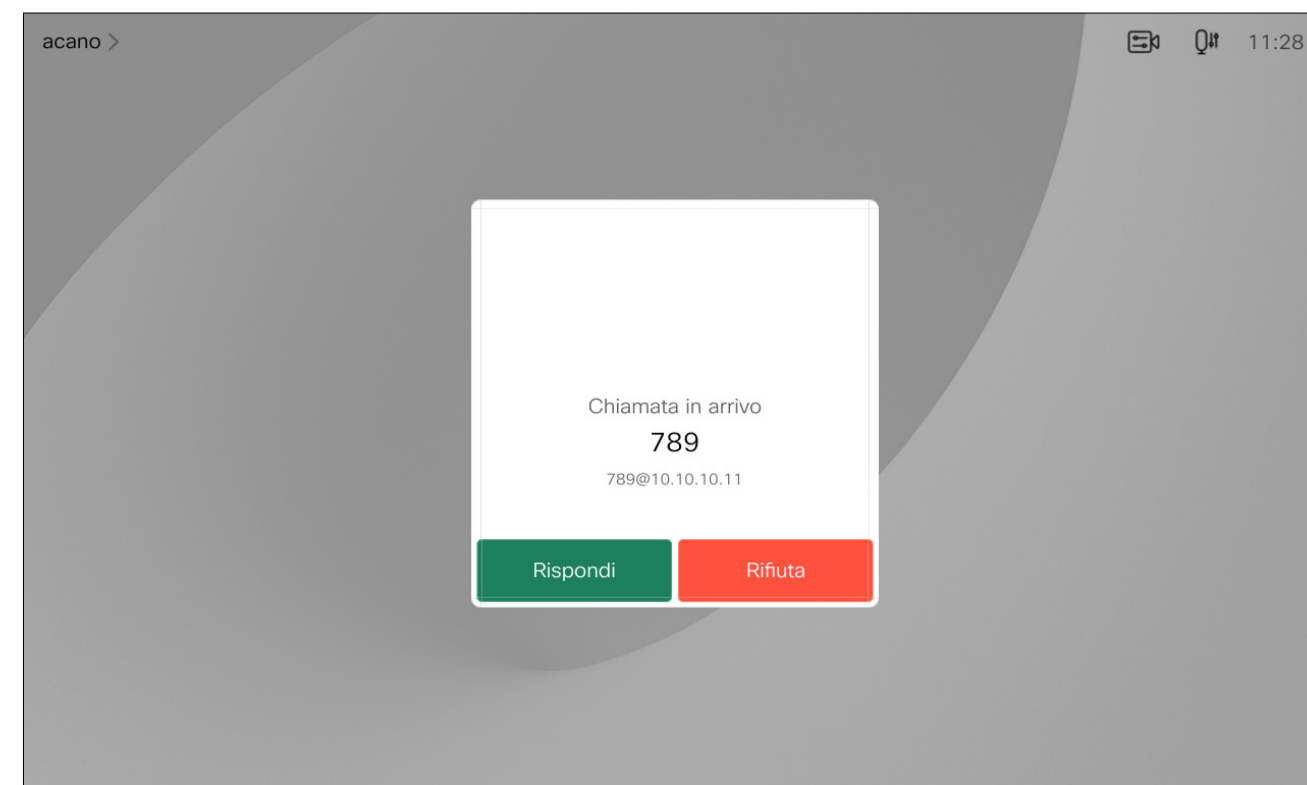 acano
11:28
Chiamata in arrivo
789
789@10.10.10.11
Rispondi
Rifiuta